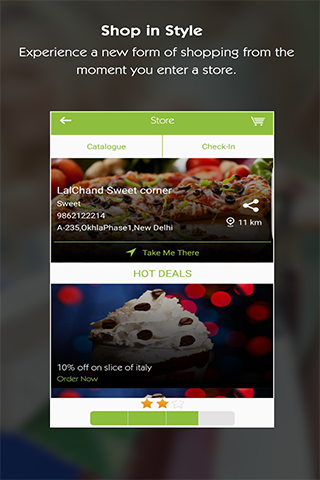 Shop in Style
Experience a new form of shopping from the
moment you enter a store.
Store
Catalogue
Check-In
LalChand Sweet corner
Sweet
9862122214
11 km
A-235,OkhlaPhase1,New Delhi
Take Me There
HOT DEALS
10% off on slice of italy
Order Now